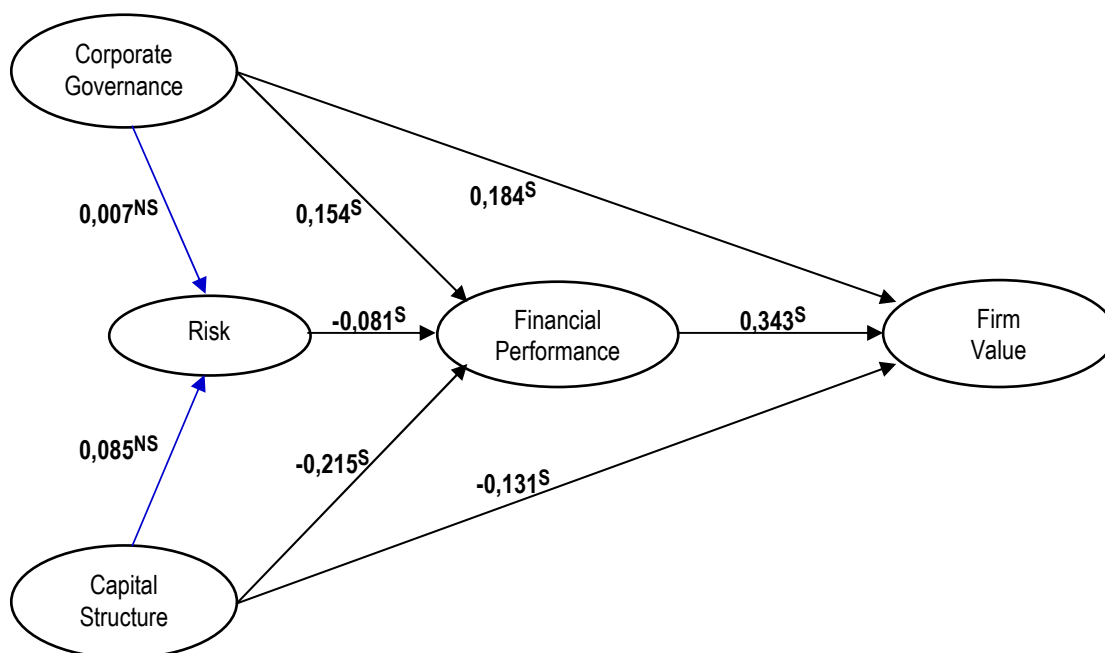 Corporate
Governance
0,007NS
0,154S
0,184S
Risk
-0,081S
Financial
Performance
0,343S
Firm
Value
0,085NS
-0,215S
-0,131S
Capital
Structure